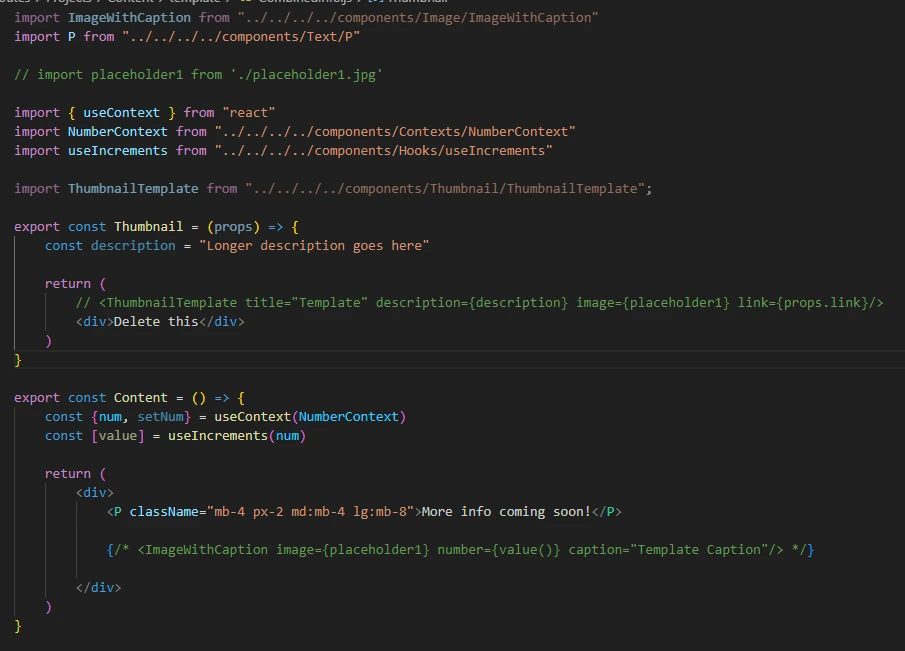 import ImageWithCaption from "../../../../components/Image/ImageWithCaption"
import P from "../../../../components/Text/P"
// import placeholder1 from './placeholder1.jpg'
import { useContext } from "react"
import NumberContext from "../../../../components/Contexts/NumberContext"
import useIncrements from "../../../../components/Hooks/useIncrements"
import ThumbnailTemplate from "../../../../components/Thumbnail/ThumbnailTemplate";
export const Thumbnail = (props) => {
const description = "Longer description goes here"
return (
// <ThumbnailTemplate title="Template" description={description} image={placeholder1} link={props.link}/>
<div>Delete this</div>
)
}
export const Content = () => {
const {num, setNum} = useContext(NumberContext)
const [value] = useIncrements(num)
return (
<div>
<P className="mb-4 px-2 md:mb-4 lg:mb-8">More info coming soon!</P>
{/* <ImageWithCaption image={placeholder1} number={value()} caption="Template Caption"/> */}
</div>
)
}